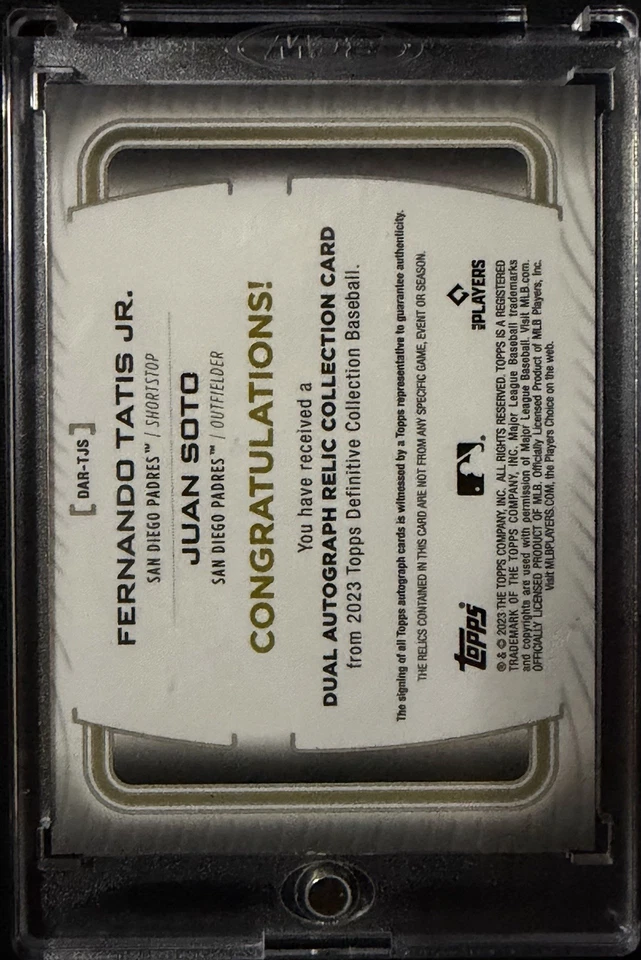 [ DAR-TJS ]
FERNANDO TATIS JR.
SAN DIEGO PADRES™ / SHORTSTOP
JUAN SOTO
SAN DIEGO PADRES™ / OUTFIELDER
CONGRATULATIONS!
You have received a
DUAL AUTOGRAPH RELIC COLLECTION CARD
from 2023 Topps Definitive Collection Baseball.
The signing of all Topps autograph cards is witnessed by a Topps representative to guarantee authenticity.
THE RELICS CONTAINED IN THIS CARD ARE NOT FROM ANY SPECIFIC GAME, EVENT OR SEASON.
topps®
MLB PLAYERS
® & © 2023 THE TOPPS COMPANY, INC. ALL RIGHTS RESERVED. TOPPS IS A REGISTERED
TRADEMARK OF THE TOPPS COMPANY, INC. Major League Baseball trademarks
and copyrights are used with permission of Major League Baseball. Visit MLB.com.
OFFICIALLY LICENSED PRODUCT OF MLB. Officially Licensed Product of MLB Players, Inc.
Visit MLBPLAYERS.COM, the Players Choice on the web.